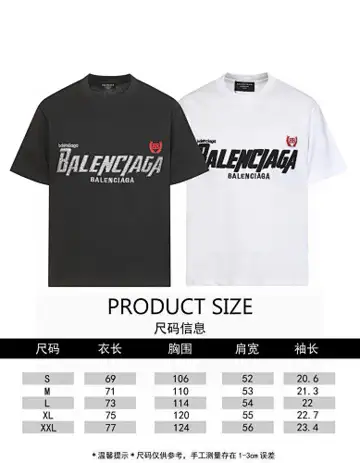 balenciaga
BALENCIAGA
BALENCIAGA
BALENCIAGA
BALENCIAGA
PRODUCT SIZE
尺码信息
尺码 衣长 胸围 肩宽 袖长
S 69 106 52 20.6
M 71 110 53 21.3
L 73 114 54 22
XL 75 120 55 22.7
XXL 77 124 56 23.4
*温馨提示*尺码仅供参考，手工测量存在1-3cm误差